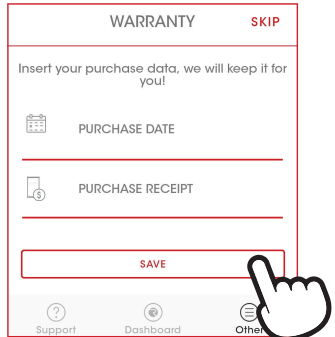 WARRANTY SKIP
Insert your purchase data, we will keep it for
you!
PURCHASE DATE
$
PURCHASE RECEIPT
SAVE
Support Dashboard Other